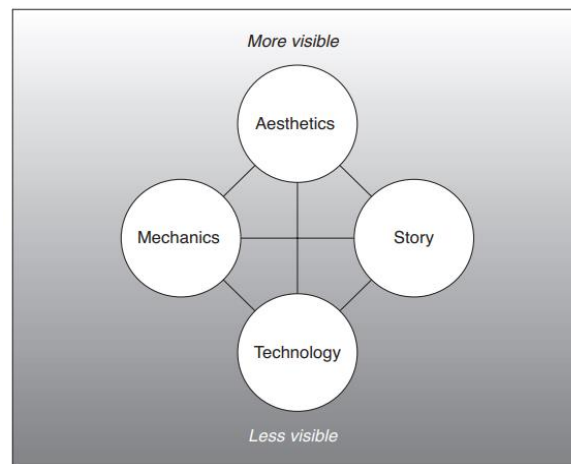 More visible
Aesthetics
Mechanics
Story
Technology
Less visible